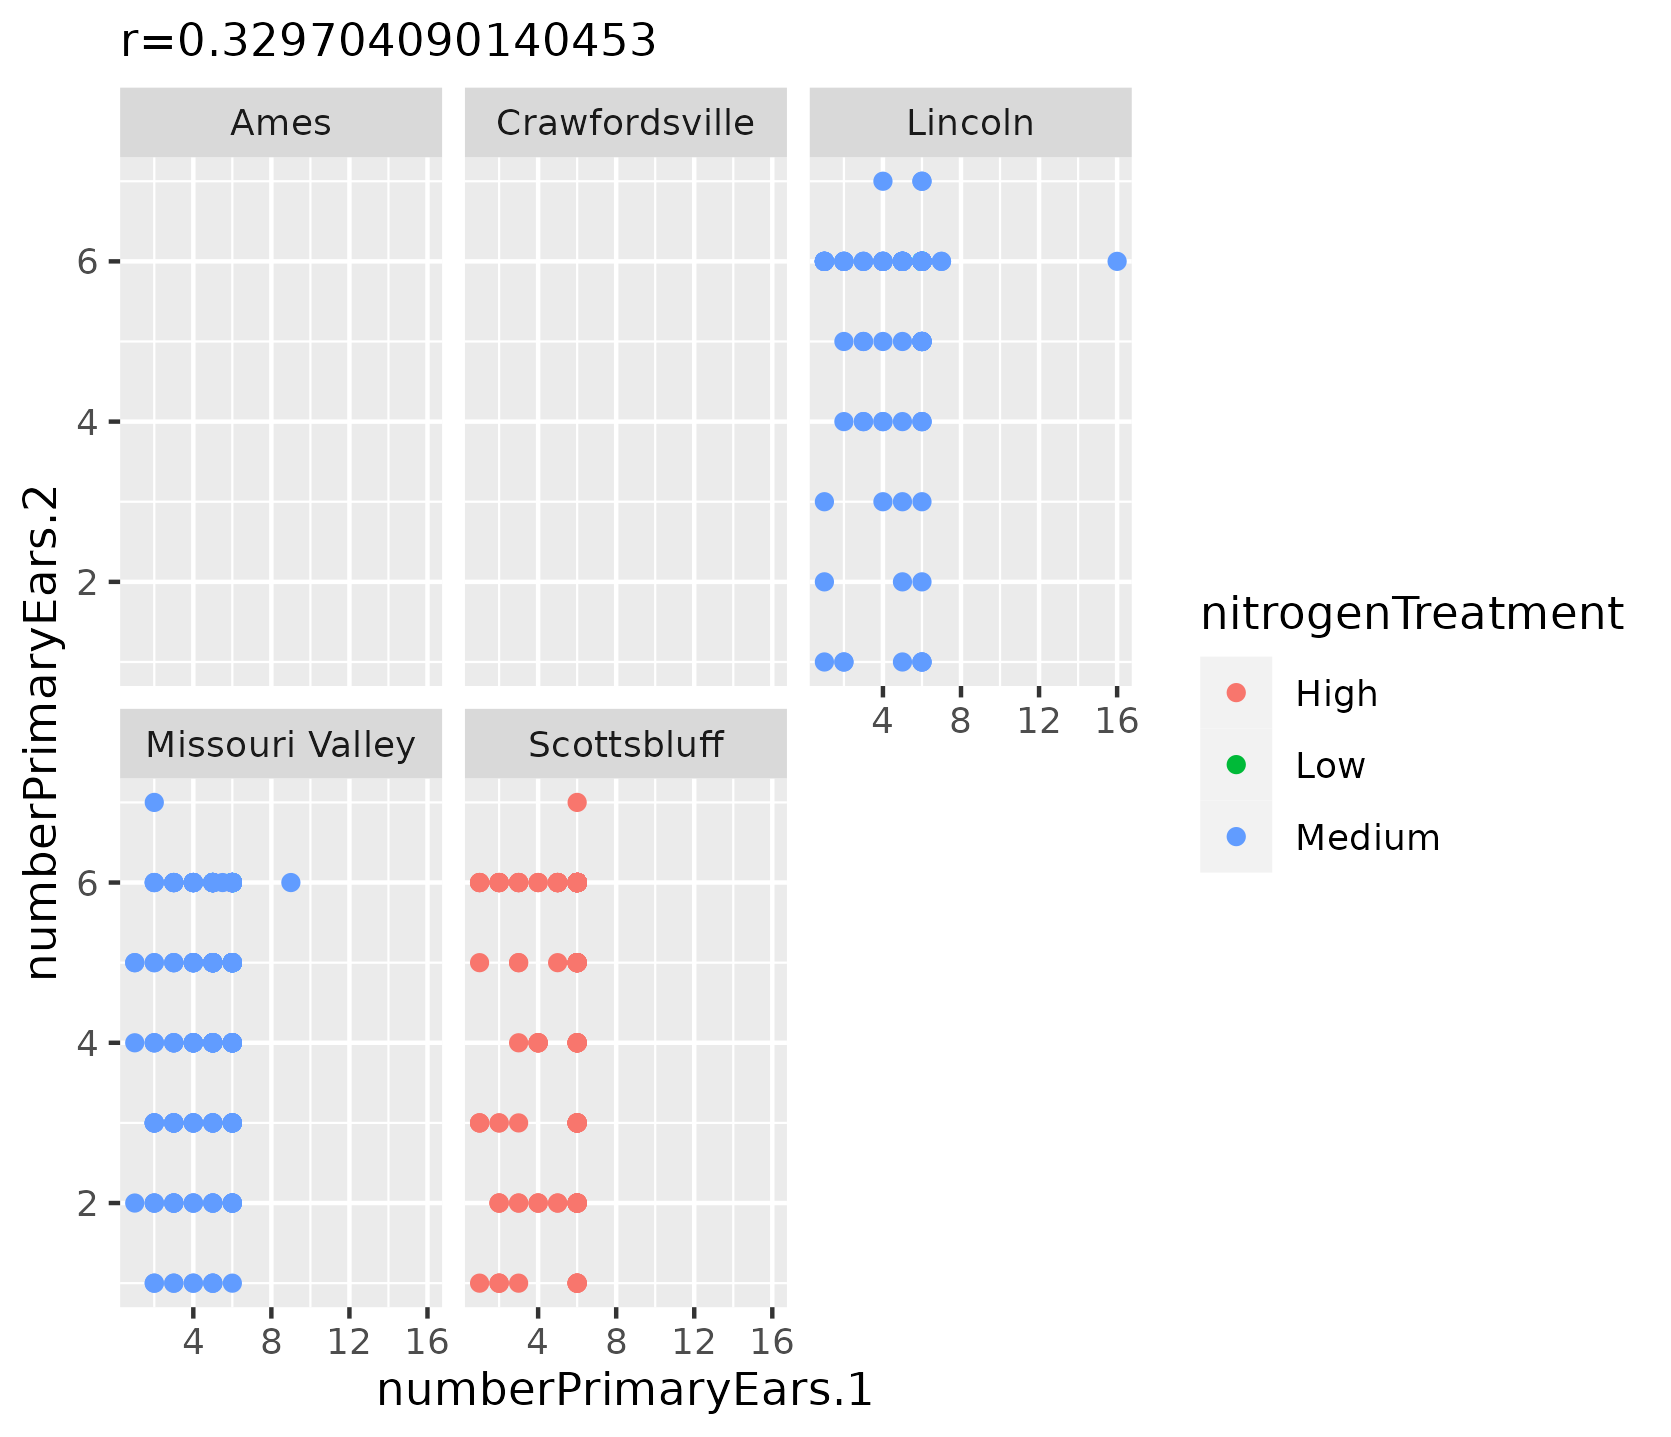 r=0.329704090140453
Ames
Crawfordsville
Lincoln
6
4
2
4 8 12 16
Missouri Valley
Scottsbluff
6
4
2
4 8 12 16
4 8 12 16
numberPrimaryEars.1
numberPrimaryEars.2
nitrogenTreatment
High
Low
Medium